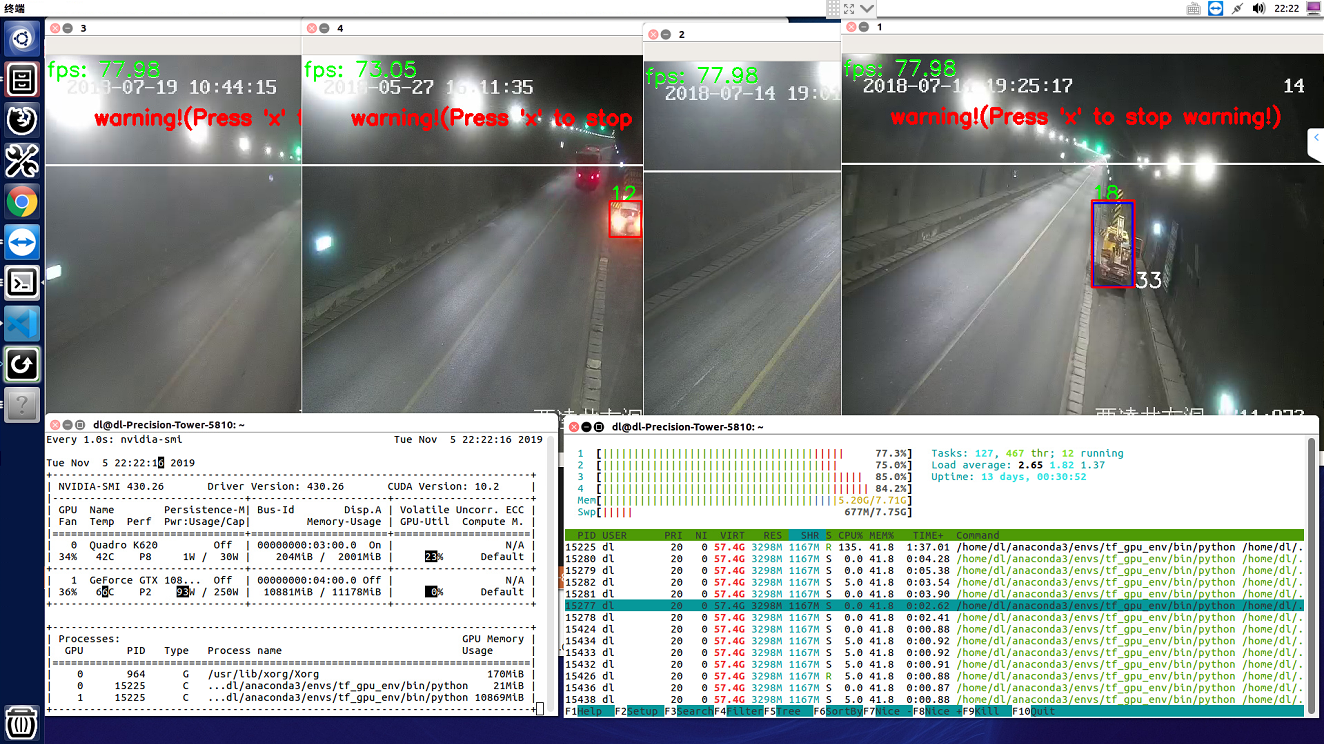 终端
22:22
3
4
2
1
fps: 77.98
2018-07-19 10:44:15
warning!(Press 'x' t
fps: 73.05
2018-05-27 16:11:35
warning!(Press 'x' to stop
12
fps: 77.98
2018-07-14 19:0
fps: 77.98
2018-07-14 19:25:17
14
warning!(Press 'x' to stop warning!)
18
33
dl@dl-Precision-Tower-5810: ~
Every 1.0s: nvidia-smi Tue Nov 5 22:22:16 2019
Tue Nov 5 22:22:16 2019
NVIDIA-SMI 430.26 Driver Version: 430.26 CUDA Version: 10.2
GPU Name Persistence-M| Bus-Id Disp.A | Volatile Uncorr. ECC
Fan Temp Perf Pwr:Usage/Cap| Memory-Usage | GPU-Util Compute M.
0 Quadro K620 Off | 00000000:03:00.0 On | N/A
34% 42C P8 1W / 30W | 204MiB / 2001MiB | 23% Default
1 GeForce GTX 108... Off | 00000000:04:00.0 Off | N/A
36% 66C P2 93W / 250W | 10881MiB / 11178MiB | 0% Default
Processes: GPU Memory
GPU PID Type Process name Usage
0 964 G /usr/lib/xorg/Xorg 170MiB
0 15225 C ...dl/anaconda3/envs/tf_gpu_env/bin/python 21MiB
1 15225 C ...dl/anaconda3/envs/tf_gpu_env/bin/python 10869MiB
dl@dl-Precision-Tower-5810: ~
1 [ 77.3%] Tasks: 127, 467 thr; 12 running
2 [ 75.0%] Load average: 2.65 1.82 1.37
3 [ 85.0%] Uptime: 13 days, 00:30:52
4 [ 84.2%]
Mem[ 5.20G/7.71G]
Swp[ 677M/7.75G]
PID USER PRI NI VIRT RES SHR S CPU% MEM% TIME+ Command
15225 dl 20 0 57.4G 3298M 1167M R 135. 41.8 1:37.01 /home/dl/anaconda3/envs/tf_gpu_env/bin/python /home/dl/.
15280 dl 20 0 57.4G 3298M 1167M S 0.0 41.8 0:04.28 /home/dl/anaconda3/envs/tf_gpu_env/bin/python /home/dl/.
15279 dl 20 0 57.4G 3298M 1167M S 0.0 41.8 0:05.38 /home/dl/anaconda3/envs/tf_gpu_env/bin/python /home/dl/.
15282 dl 20 0 57.4G 3298M 1167M S 5.0 41.8 0:03.54 /home/dl/anaconda3/envs/tf_gpu_env/bin/python /home/dl/.
15281 dl 20 0 57.4G 3298M 1167M S 0.0 41.8 0:03.90 /home/dl/anaconda3/envs/tf_gpu_env/bin/python /home/dl/.
15277 dl 20 0 57.4G 3298M 1167M S 0.0 41.8 0:02.62 /home/dl/anaconda3/envs/tf_gpu_env/bin/python /home/dl/.
15278 dl 20 0 57.4G 3298M 1167M S 0.0 41.8 0:02.41 /home/dl/anaconda3/envs/tf_gpu_env/bin/python /home/dl/.
15424 dl 20 0 57.4G 3298M 1167M S 0.0 41.8 0:00.88 /home/dl/anaconda3/envs/tf_gpu_env/bin/python /home/dl/.
15434 dl 20 0 57.4G 3298M 1167M S 5.0 41.8 0:00.92 /home/dl/anaconda3/envs/tf_gpu_env/bin/python /home/dl/.
15433 dl 20 0 57.4G 3298M 1167M S 5.0 41.8 0:00.92 /home/dl/anaconda3/envs/tf_gpu_env/bin/python /home/dl/.
15432 dl 20 0 57.4G 3298M 1167M S 0.0 41.8 0:00.91 /home/dl/anaconda3/envs/tf_gpu_env/bin/python /home/dl/.
15426 dl 20 0 57.4G 3298M 1167M R 5.0 41.8 0:00.88 /home/dl/anaconda3/envs/tf_gpu_env/bin/python /home/dl/.
15436 dl 20 0 57.4G 3298M 1167M S 0.0 41.8 0:00.87 /home/dl/anaconda3/envs/tf_gpu_env/bin/python /home/dl/.
15438 dl 20 0 57.4G 3298M 1167M S 5.0 41.8 0:00.88 /home/dl/anaconda3/envs/tf_gpu_env/bin/python /home/dl/.
F1Help F2Setup F3SearchF4FilterF5Tree F6SortByF7Nice -F8Nice +F9Kill F10Quit